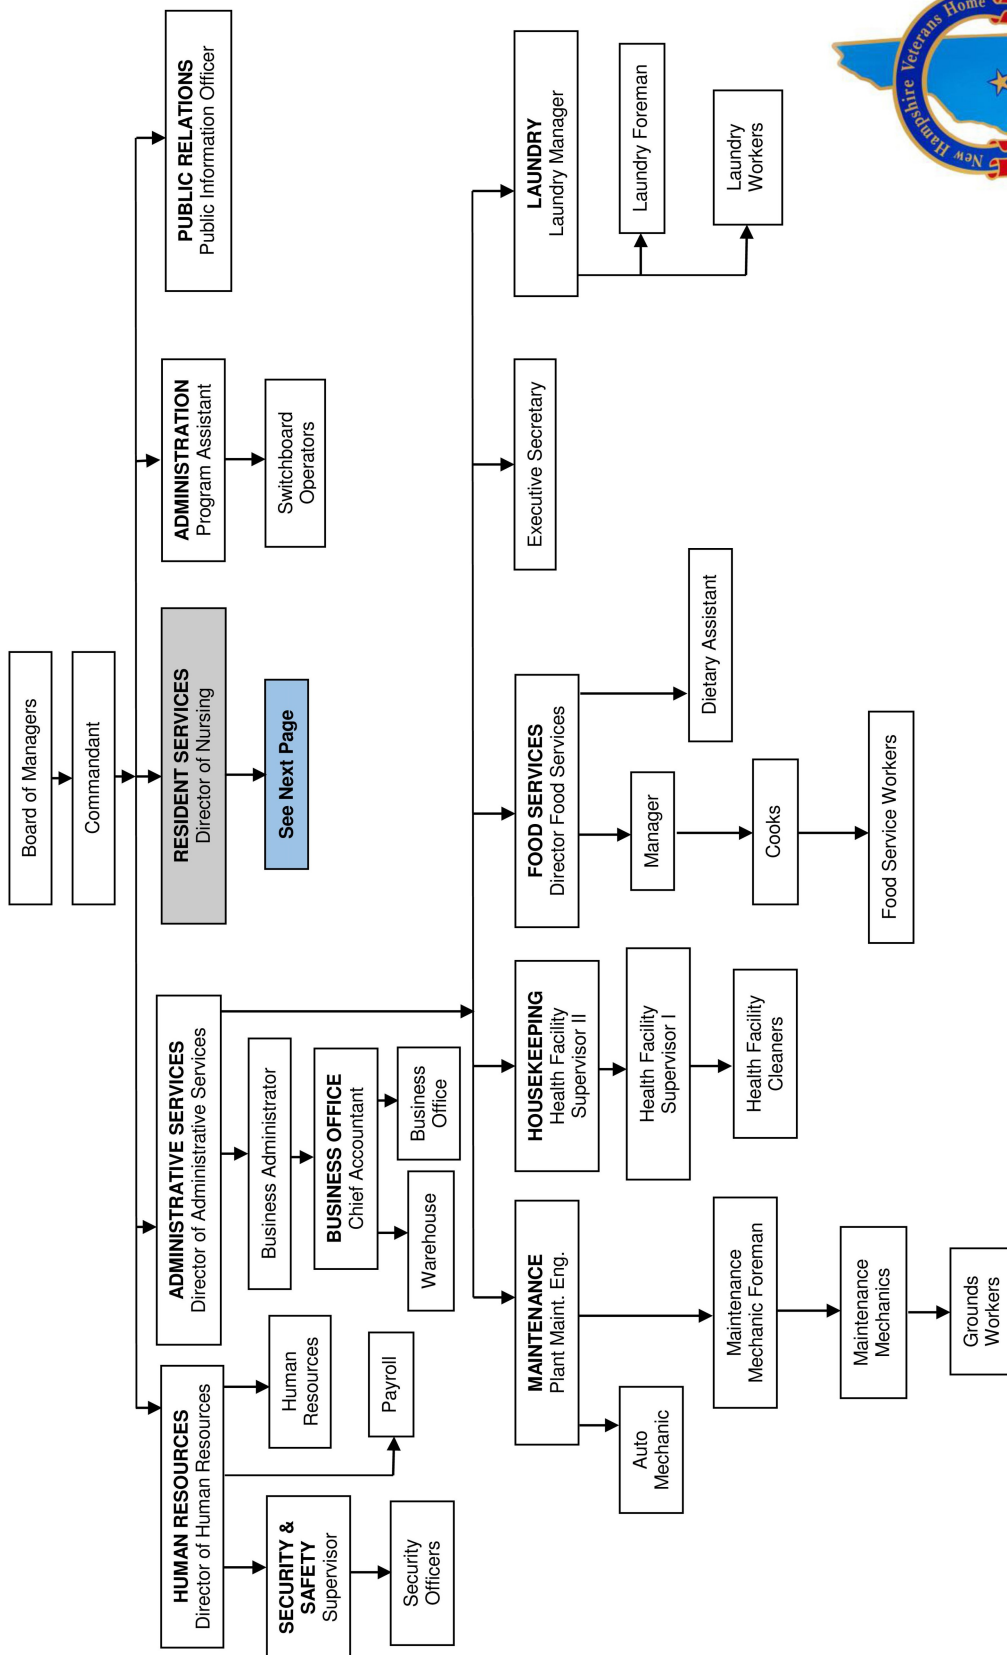 Board of Managers
Commandant
HUMAN RESOURCES
Director of Human Resources
ADMINISTRATIVE SERVICES
Director of Administrative Services
RESIDENT SERVICES
Director of Nursing
ADMINISTRATION
Program Assistant
PUBLIC RELATIONS
Public Information Officer
SECURITY &
SAFETY
Supervisor
Human
Resources
Business Administrator
See Next Page
Switchboard
Operators
BUSINESS OFFICE
Chief Accountant
Payroll
Security
Officers
Warehouse
Business
Office
MAINTENANCE
Plant Maint. Eng.
HOUSEKEEPING
Health Facility
Supervisor II
FOOD SERVICES
Director Food Services
Executive Secretary
LAUNDRY
Laundry Manager
Auto
Mechanic
Health Facility
Supervisor I
Manager
Laundry Foreman
Dietary Assistant
Maintenance
Mechanic Foreman
Health Facility
Cleaners
Cooks
Laundry
Workers
Maintenance
Mechanics
Food Service Workers
Grounds
Workers
New Hampshire Veterans Home